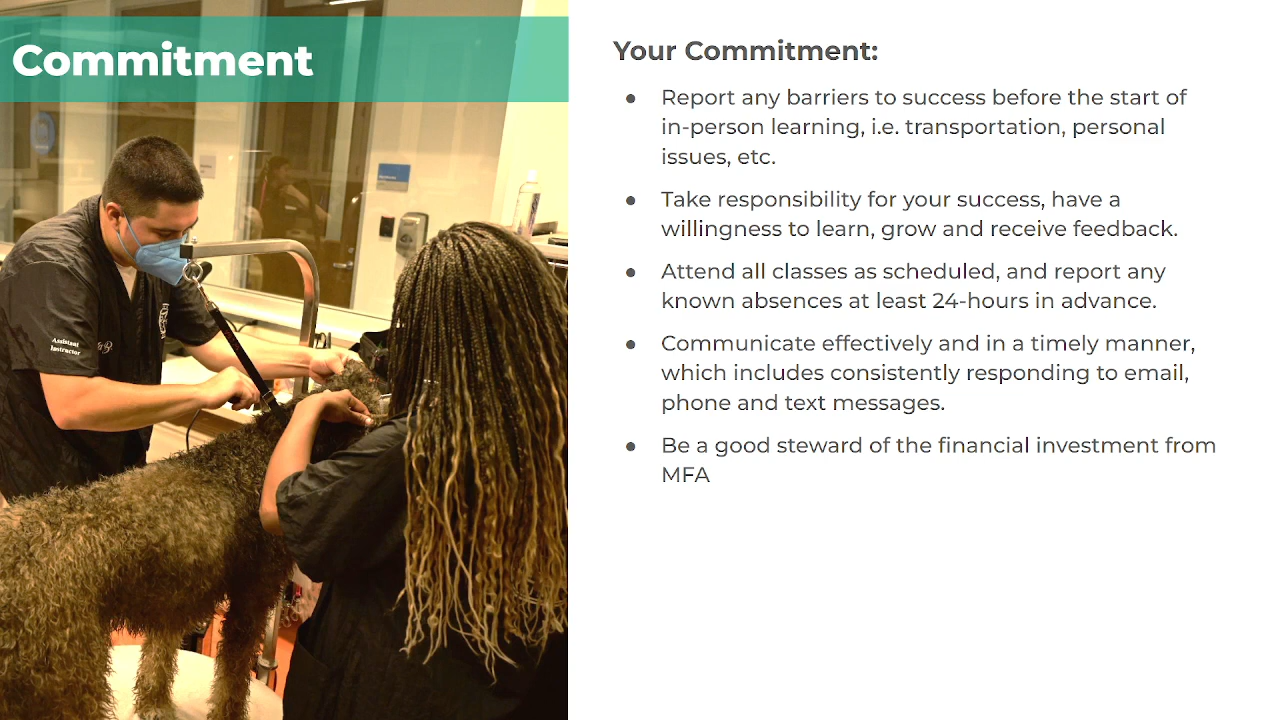 Commitment
Your Commitment:
● Report any barriers to success before the start of
in-person learning, i.e. transportation, personal
issues, etc.
● Take responsibility for your success, have a
willingness to learn, grow and receive feedback.
● Attend all classes as scheduled, and report any
known absences at least 24-hours in advance.
● Communicate effectively and in a timely manner,
which includes consistently responding to email,
phone and text messages.
● Be a good steward of the financial investment from
MFA
Assistant
Instructor